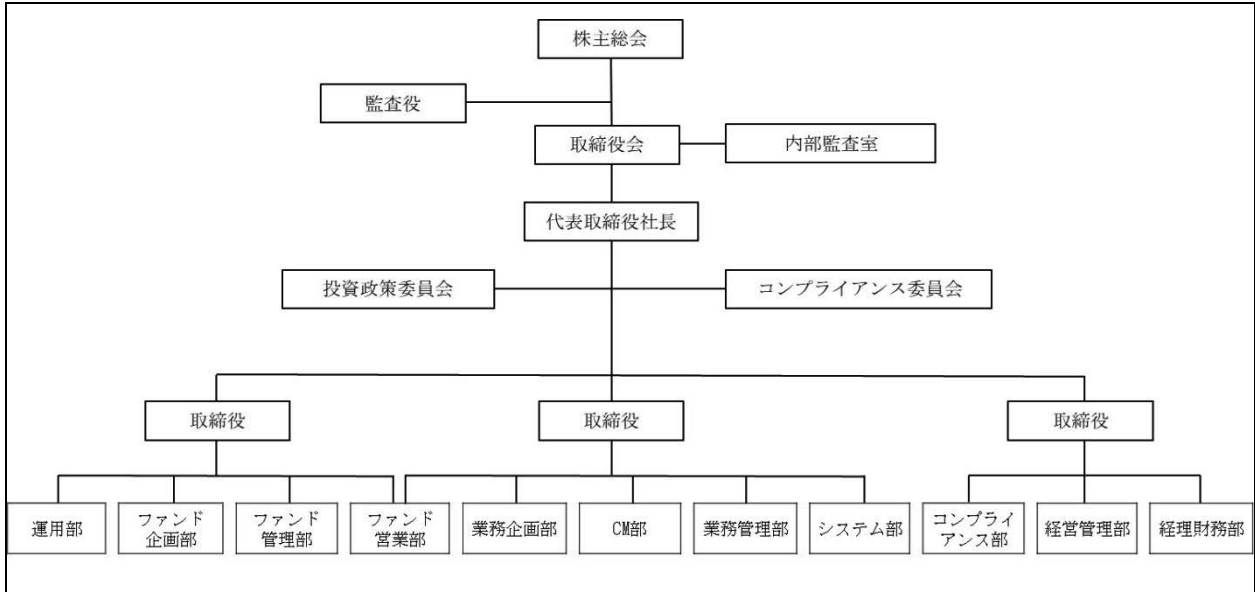 株主総会
監査役
取締役会
内部監査室
代表取締役社長
投資政策委員会
コンプライアンス委員会
取締役
取締役
取締役
運用部
ファンド
企画部
ファンド
管理部
ファンド
営業部
業務企画部
CM部
業務管理部
システム部
コンプライ
アンス部
経営管理部
経理財務部